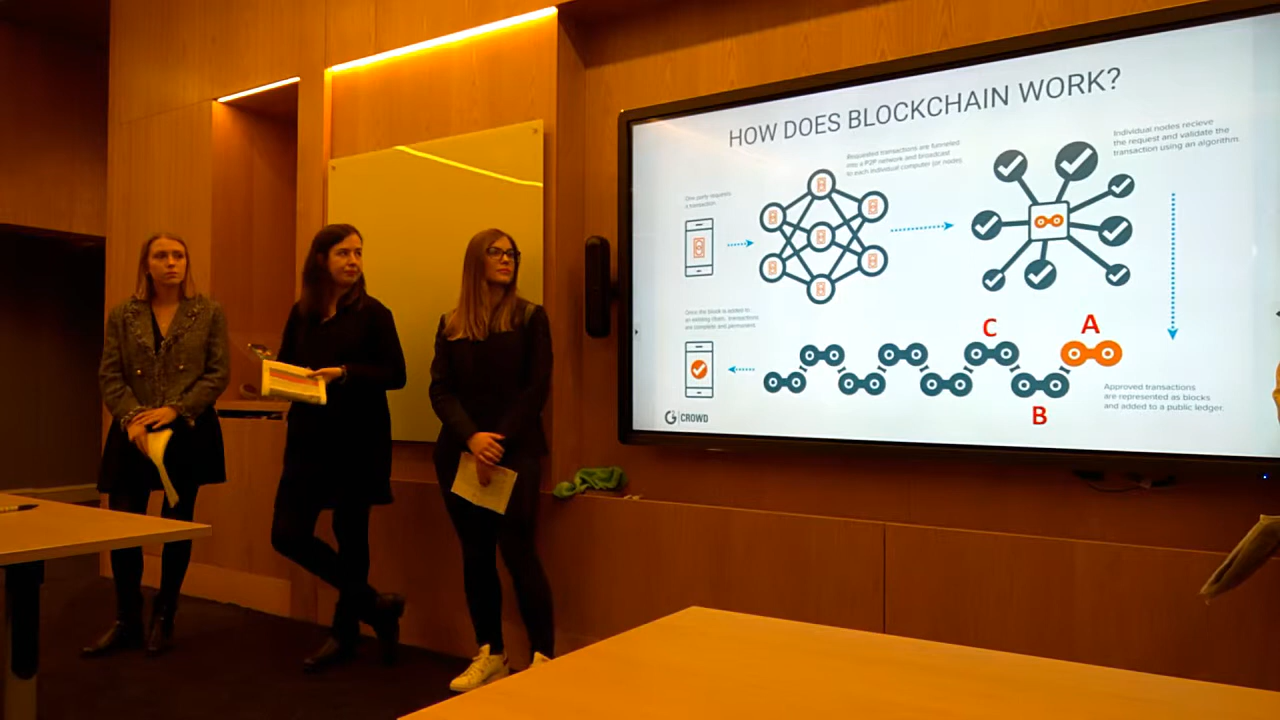 HOW DOES BLOCKCHAIN WORK?
One party requests
a transaction.
Requested transactions are funneled
into a P2P network and broadcast
to each individual computer (or node).
Individual nodes recieve
the request and validate the
transaction using an algorithm.
C
A
B
Approved transactions
are represented as blocks
and added to a public ledger.
Once the block is added to
an existing chain, transactions
are complete and permanent.
CROWD